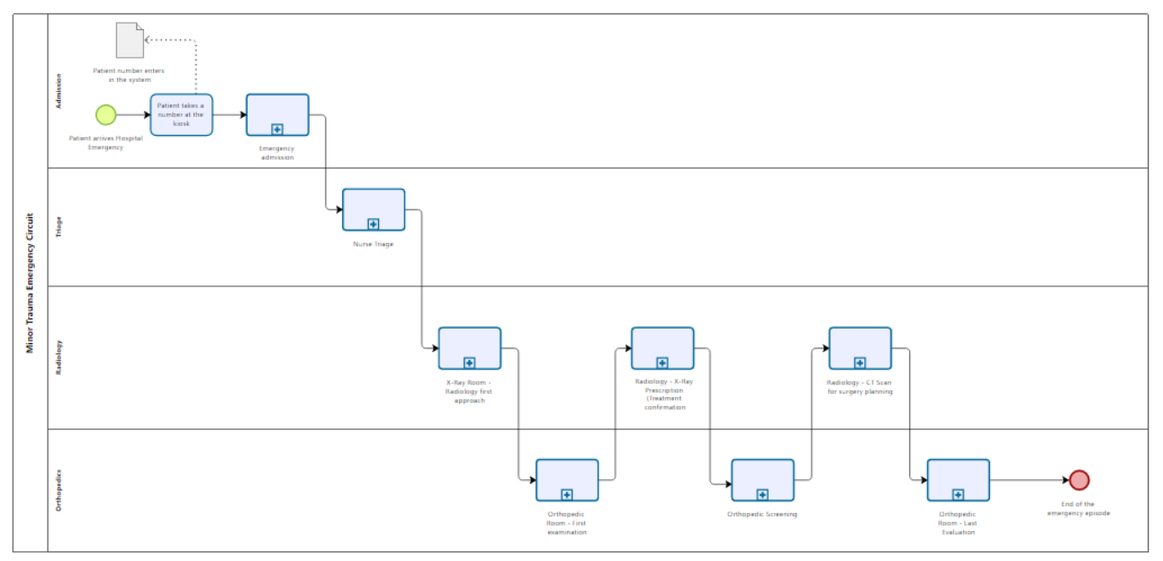 Minor Trauma Emergency Circuit
Admission
Patient number enters
in the system
Patient takes a
number at the
kiosk
Patient arrives Hospital
Emergency
Emergency
admission
Triage
Nurse Triage
Radiology
X-Ray Room -
Radiology first
approach
Radiology - X-Ray
Prescription
(Treatment
confirmation
Radiology - CT Scan
for surgery planning
Orthopedics
Orthopedic
Room - First
examination
Orthopedic Screening
Orthopedic
Room - Last
Evaluation
End of the
emergency episode